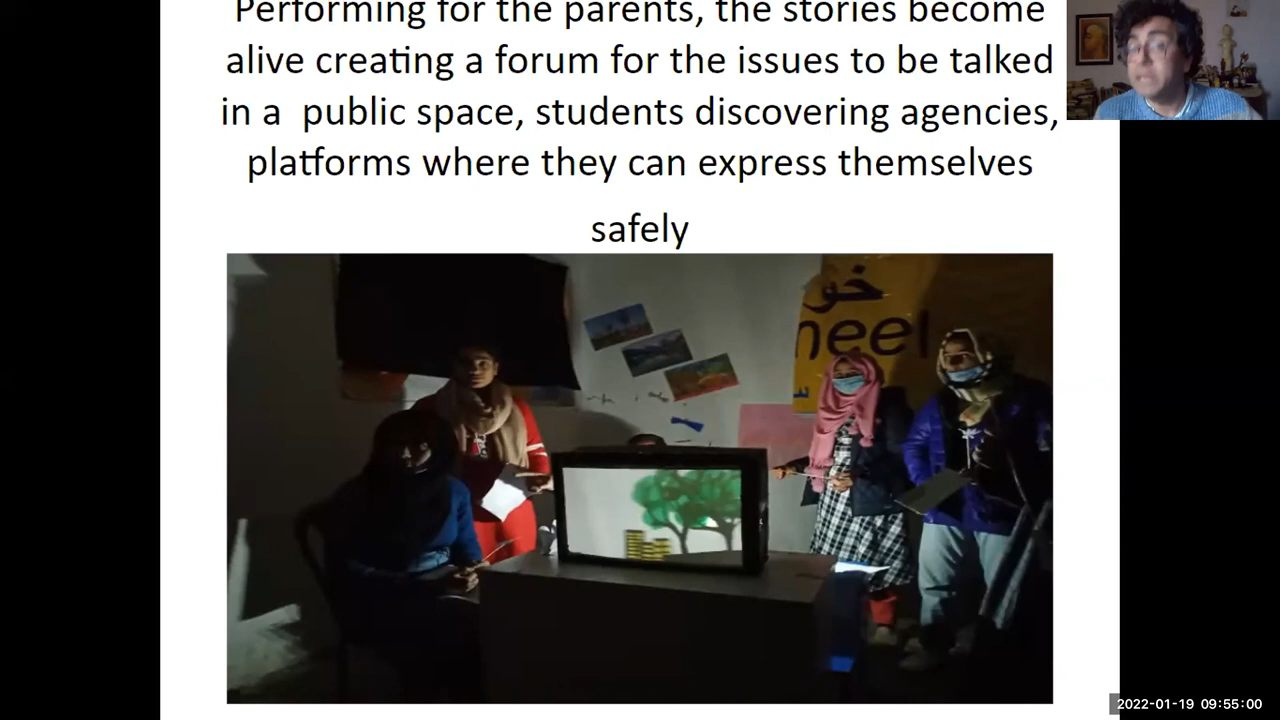 Performing for the parents, the stories become
alive creating a forum for the issues to be talked
in a  public space, students discovering agencies,
platforms where they can express themselves
safely
خو
neel
2022-01-19 09:55:00